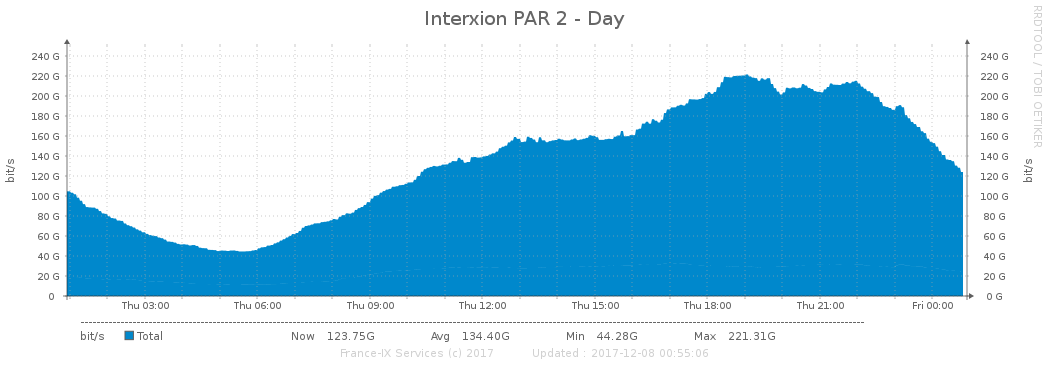 Interxion PAR 2 - Day
RRDTOOL / TOBI OETIKER
bit/s
240 G 240 G
220 G 220 G
200 G 200 G
180 G 180 G
160 G 160 G
140 G 140 G
120 G 120 G
100 G 100 G
80 G 80 G
60 G 60 G
40 G 40 G
20 G 20 G
0 0 G
bit/s
Thu 03:00 Thu 06:00 Thu 09:00 Thu 12:00 Thu 15:00 Thu 18:00 Thu 21:00 Fri 00:00
bit/s Total Now 123.75G Avg 134.40G Min 44.28G Max 221.31G
France-IX Services (c) 2017 Updated : 2017-12-08 00:55:06